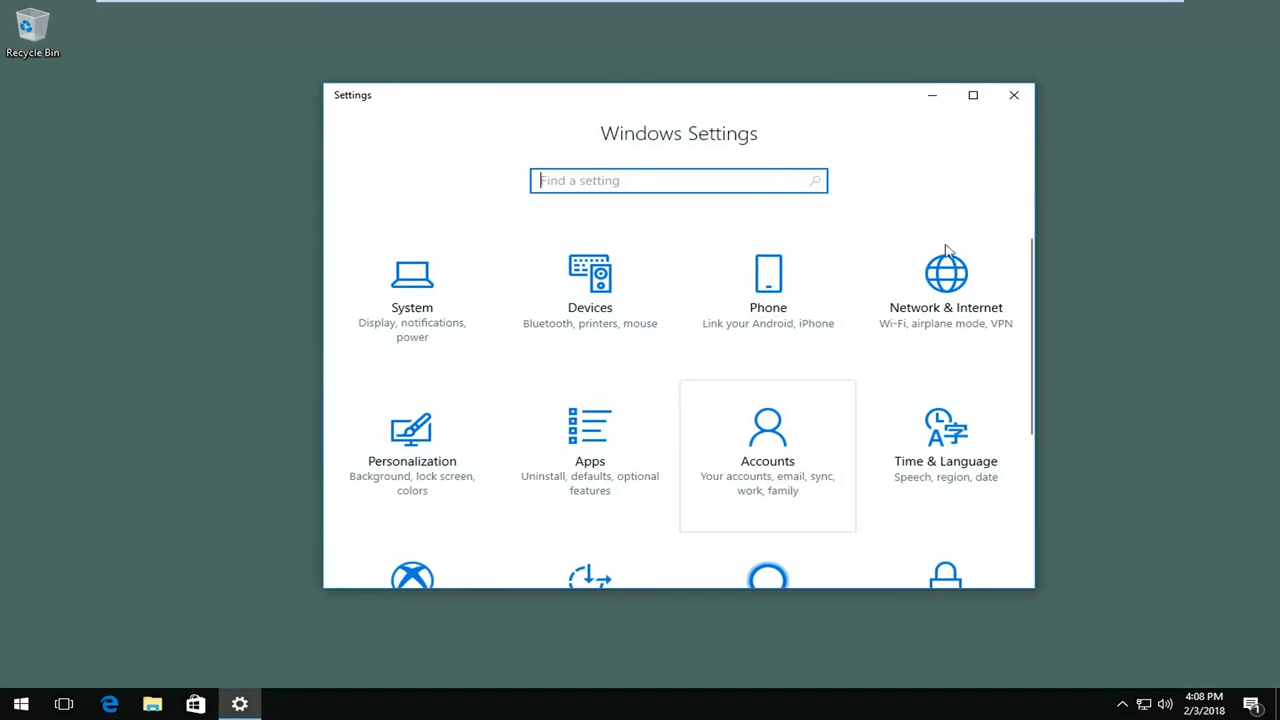 Recycle Bin
Settings
Windows Settings
Find a setting
System
Display, notifications,
power
Devices
Bluetooth, printers, mouse
Phone
Link your Android, iPhone
Network & Internet
Wi-Fi, airplane mode, VPN
Personalization
Background, lock screen,
colors
Apps
Uninstall, defaults, optional
features
Accounts
Your accounts, email, sync,
work, family
Time & Language
Speech, region, date
4:08 PM
2/3/2018
1